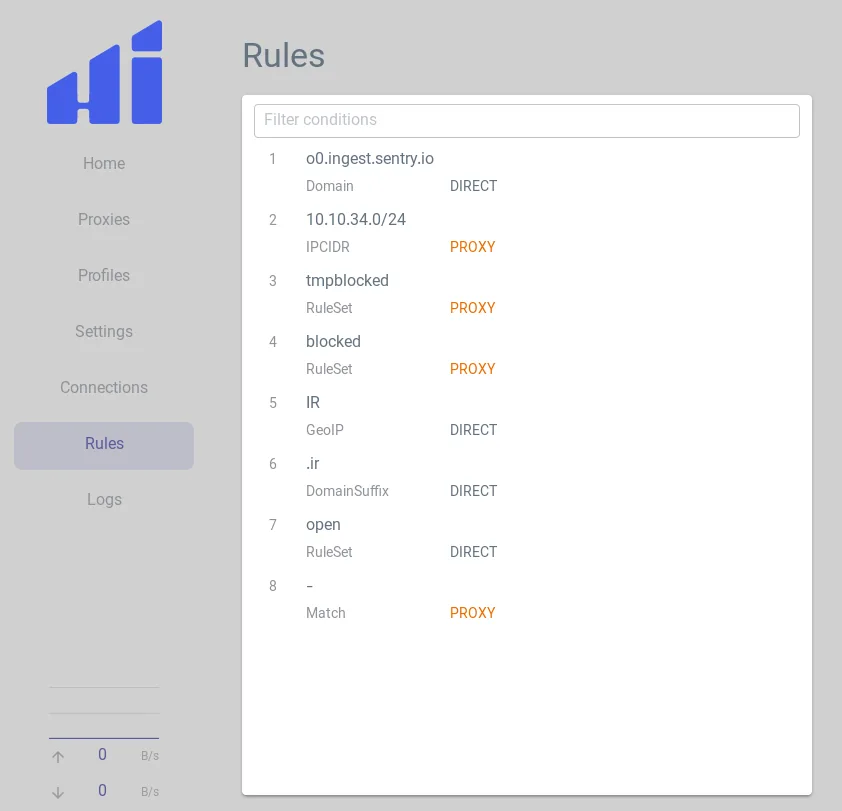 Hi
Home
Proxies
Profiles
Settings
Connections
Rules
Logs
↑ 0 B/s
↓ 0 B/s
Rules
Filter conditions
1 o0.ingest.sentry.io
Domain DIRECT
2 10.10.34.0/24
IPCIDR PROXY
3 tmpblocked
RuleSet PROXY
4 blocked
RuleSet PROXY
5 IR
GeoIP DIRECT
6 .ir
DomainSuffix DIRECT
7 open
RuleSet DIRECT
8 -
Match PROXY